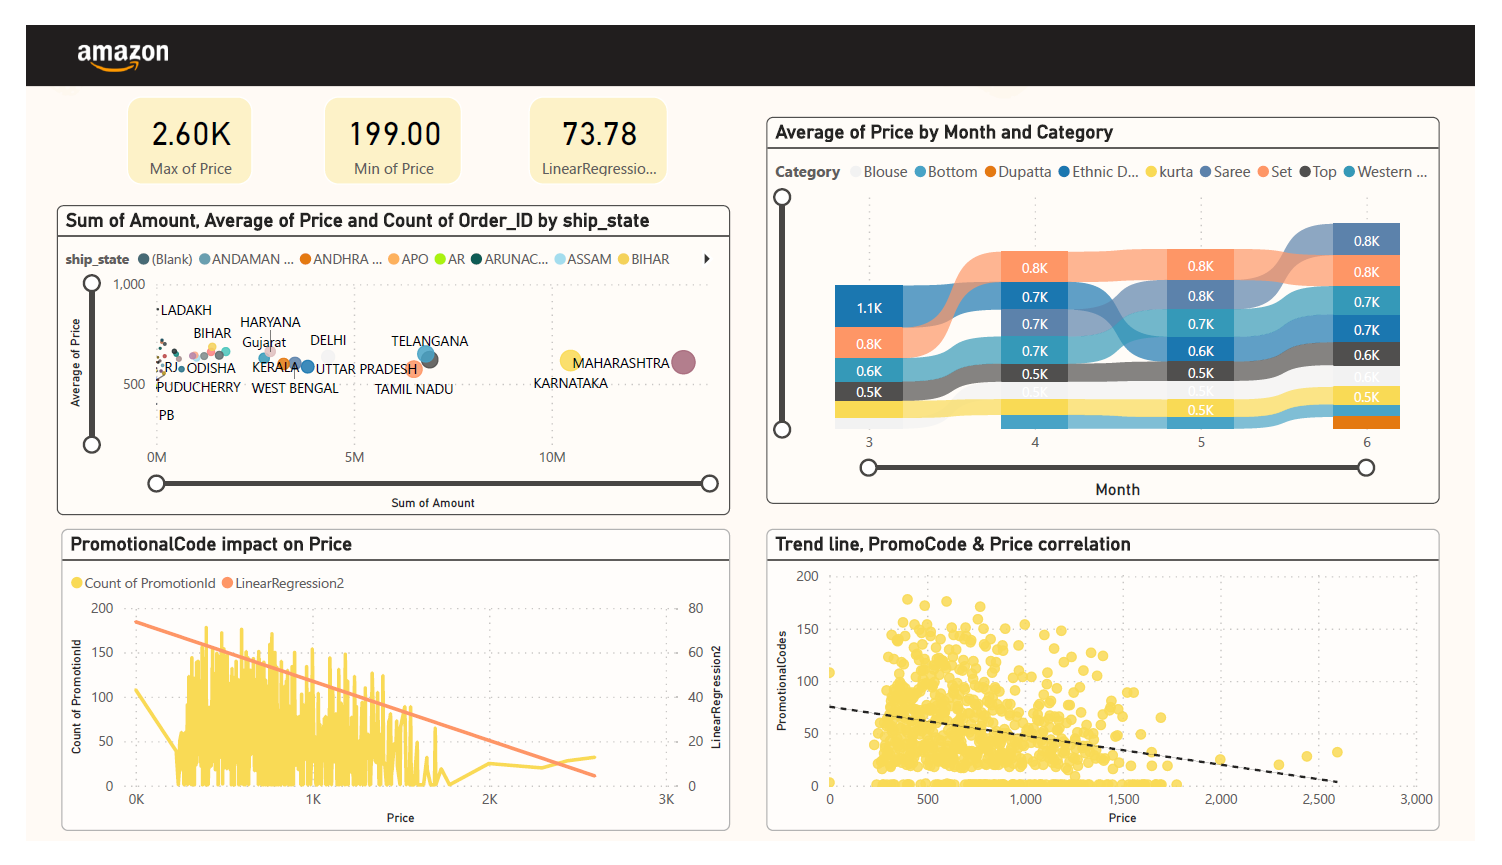 amazon
2.60K
Max of Price
199.00
Min of Price
73.78
LinearRegressio...
Sum of Amount, Average of Price and Count of Order_ID by ship_state
ship_state (Blank) ANDAMAN ... ANDHRA ... APO AR ARUNAC... ASSAM BIHAR
Average of Price
1,000
500
LADAKH
HARYANA
BIHAR
Gujarat
DELHI
TELANGANA
RJ
ODISHA
KERALA
UTTAR PRADESH
MAHARASHTRA
PUDUCHERRY
WEST BENGAL
TAMIL NADU
KARNATAKA
PB
0M 5M 10M
Sum of Amount
Average of Price by Month and Category
Category Blouse Bottom Dupatta Ethnic D... kurta Saree Set Top Western ...
1.1K
0.8K
0.6K
0.5K
0.8K
0.7K
0.7K
0.7K
0.5K
0.5K
0.8K
0.8K
0.7K
0.6K
0.5K
0.5K
0.5K
0.8K
0.8K
0.7K
0.7K
0.6K
0.6K
0.5K
3 4 5 6
Month
PromotionalCode impact on Price
Count of PromotionId LinearRegression2
Count of PromotionId
200
150
100
50
0
80
60
40
20
0
LinearRegression2
0K 1K 2K 3K
Price
Trend line, PromoCode & Price correlation
PromotionalCodes
200
150
100
50
0
0 500 1,000 1,500 2,000 2,500 3,000
Price